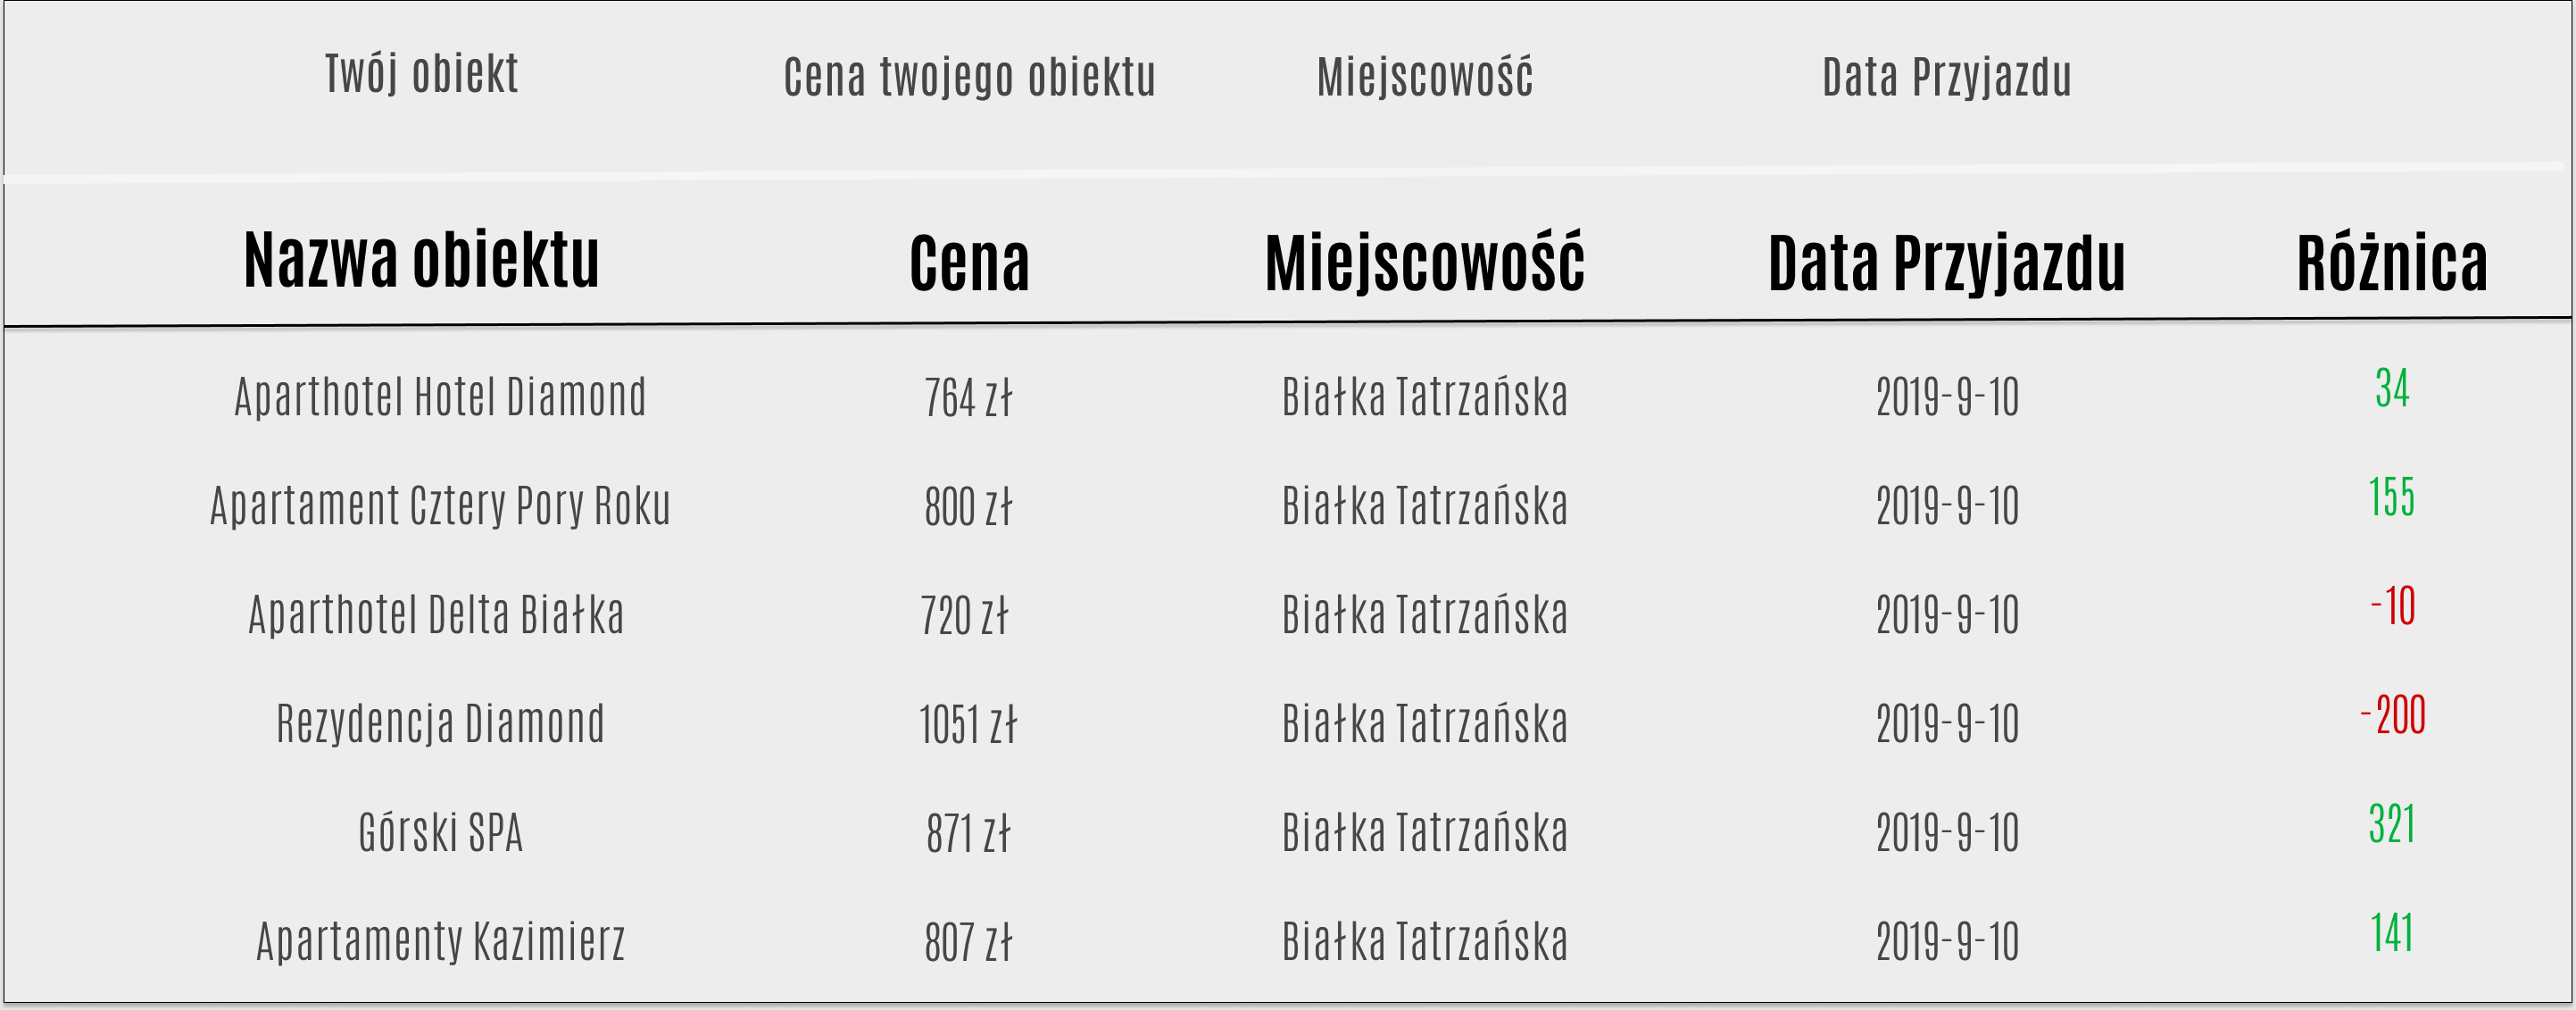 Twój obiekt Cena twojego obiektu Miejscowość Data Przyjazdu
Nazwa obiektu Cena Miejscowość Data Przyjazdu Różnica
Aparthotel Hotel Diamond 764 zł Białka Tatrzańska 2019-9-10 34
Apartament Cztery Pory Roku 800 zł Białka Tatrzańska 2019-9-10 155
Aparthotel Delta Białka 720 zł Białka Tatrzańska 2019-9-10 -10
Rezydencja Diamond 1051 zł Białka Tatrzańska 2019-9-10 -200
Górski SPA 871 zł Białka Tatrzańska 2019-9-10 321
Apartamenty Kazimierz 807 zł Białka Tatrzańska 2019-9-10 141